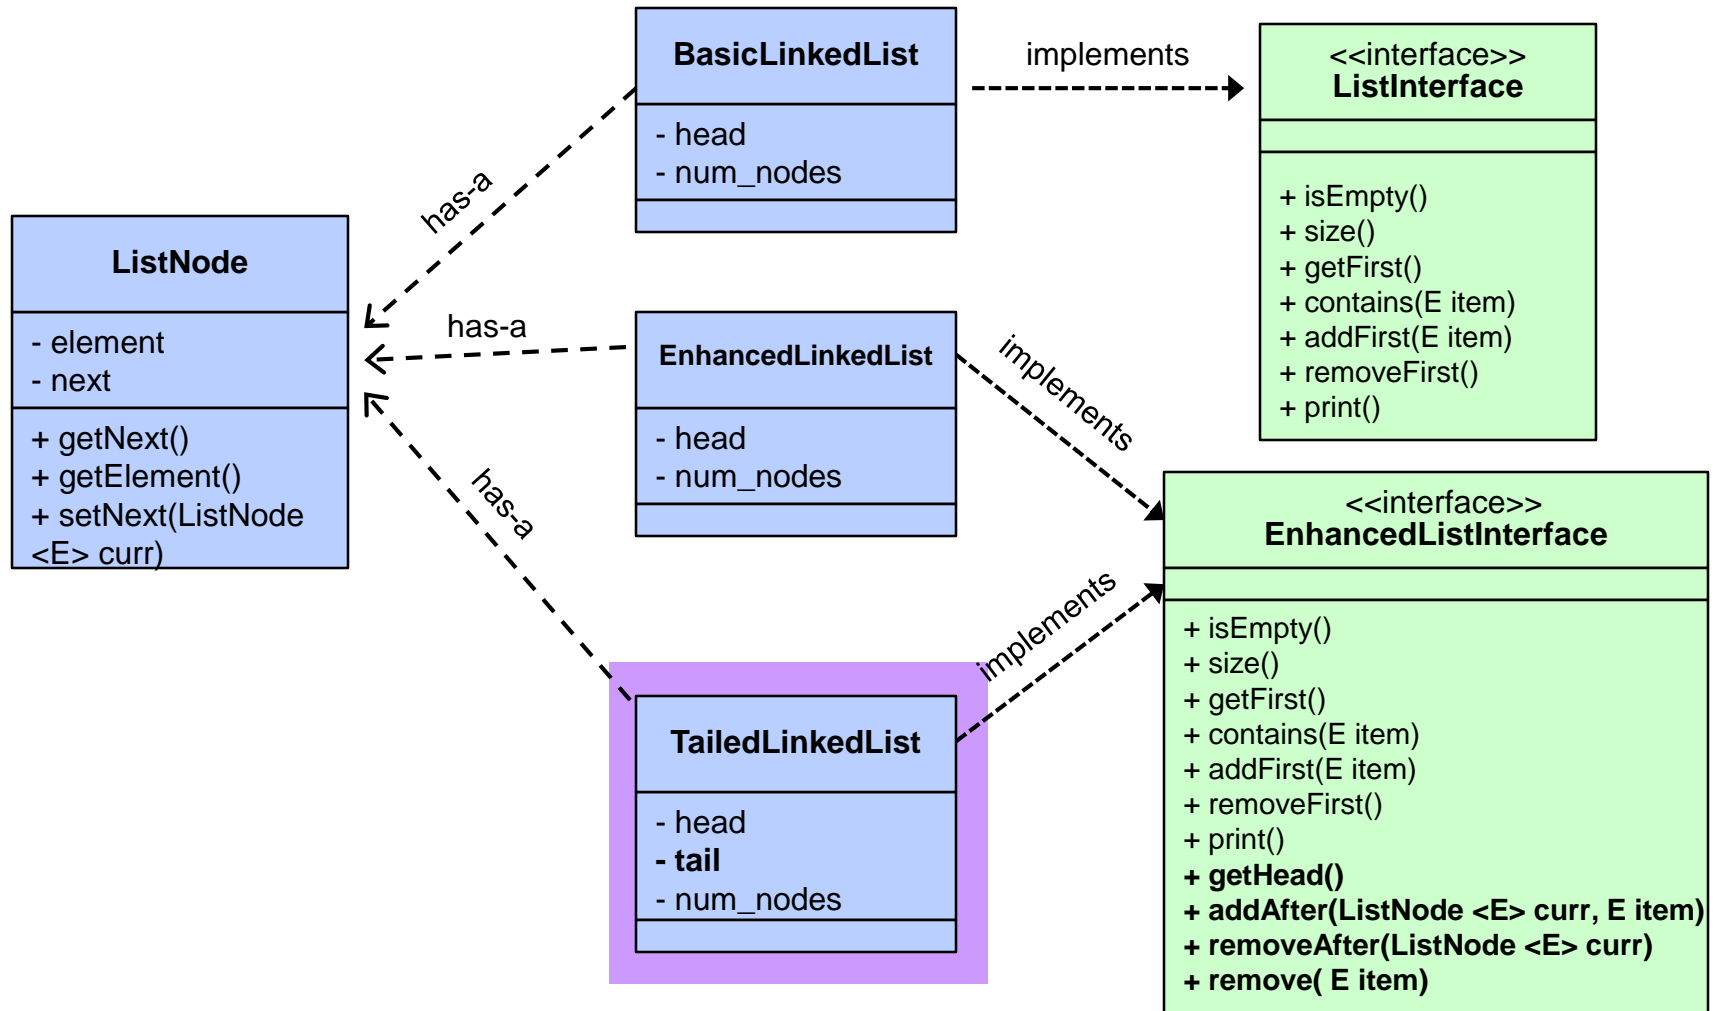 BasicLinkedList
- head
- num_nodes
implements
<<interface>>
ListInterface
+ isEmpty()
+ size()
+ getFirst()
+ contains(E item)
+ addFirst(E item)
+ removeFirst()
+ print()
has-a
ListNode
- element
- next
+ getNext()
+ getElement()
+ setNext(ListNode
<E> curr)
has-a
EnhancedLinkedList
- head
- num_nodes
implements
has-a
<<interface>>
EnhancedListInterface
+ isEmpty()
+ size()
+ getFirst()
+ contains(E item)
+ addFirst(E item)
+ removeFirst()
+ print()
+ getHead()
+ addAfter(ListNode <E> curr, E item)
+ removeAfter(ListNode <E> curr)
+ remove( E item)
implements
TailedLinkedList
- head
- tail
- num_nodes